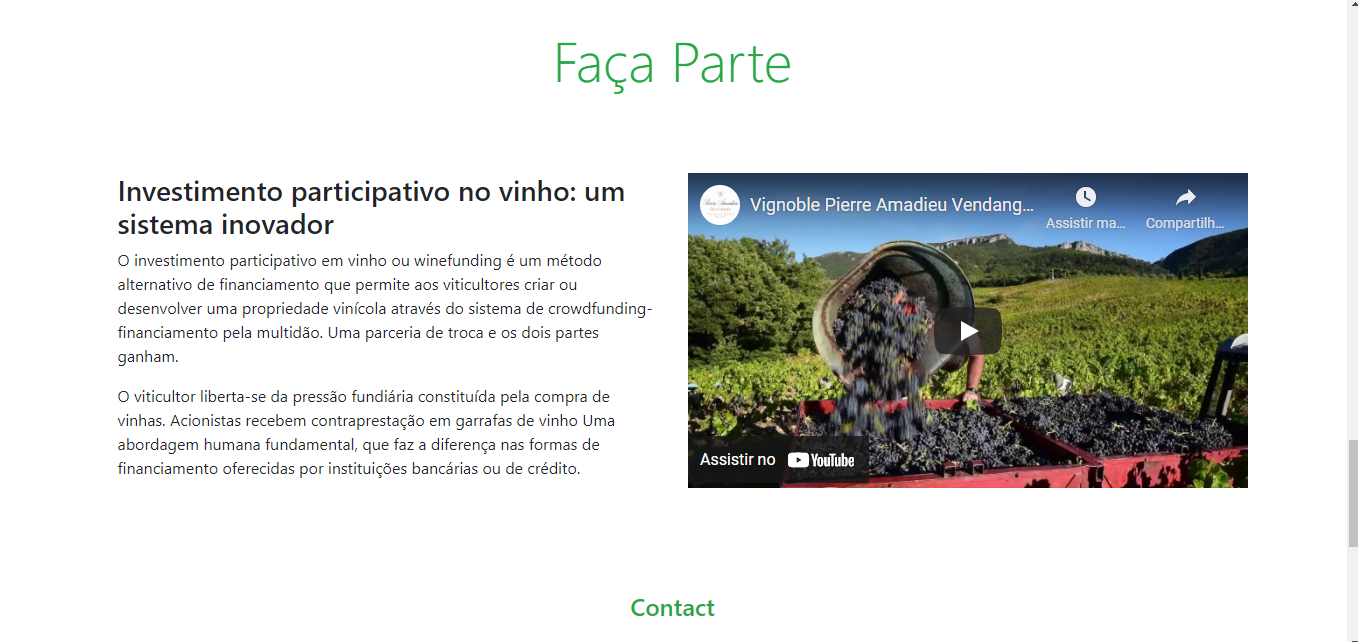 Faça Parte
Investimento participativo no vinho: um
sistema inovador
O investimento participativo em vinho ou winefunding é um método
alternativo de financiamento que permite aos viticultores criar ou
desenvolver uma propriedade vinícola através do sistema de crowdfunding-
financiamento pela multidão. Uma parceria de troca e os dois partes
ganham.
O viticultor liberta-se da pressão fundiária constituída pela compra de
vinhas. Acionistas recebem contraprestação em garrafas de vinho Uma
abordagem humana fundamental, que faz a diferença nas formas de
financiamento oferecidas por instituições bancárias ou de crédito.
Vignoble Pierre Amadieu Vendang...
Assistir ma...
Compartilh...
Assistir no YouTube
Contact